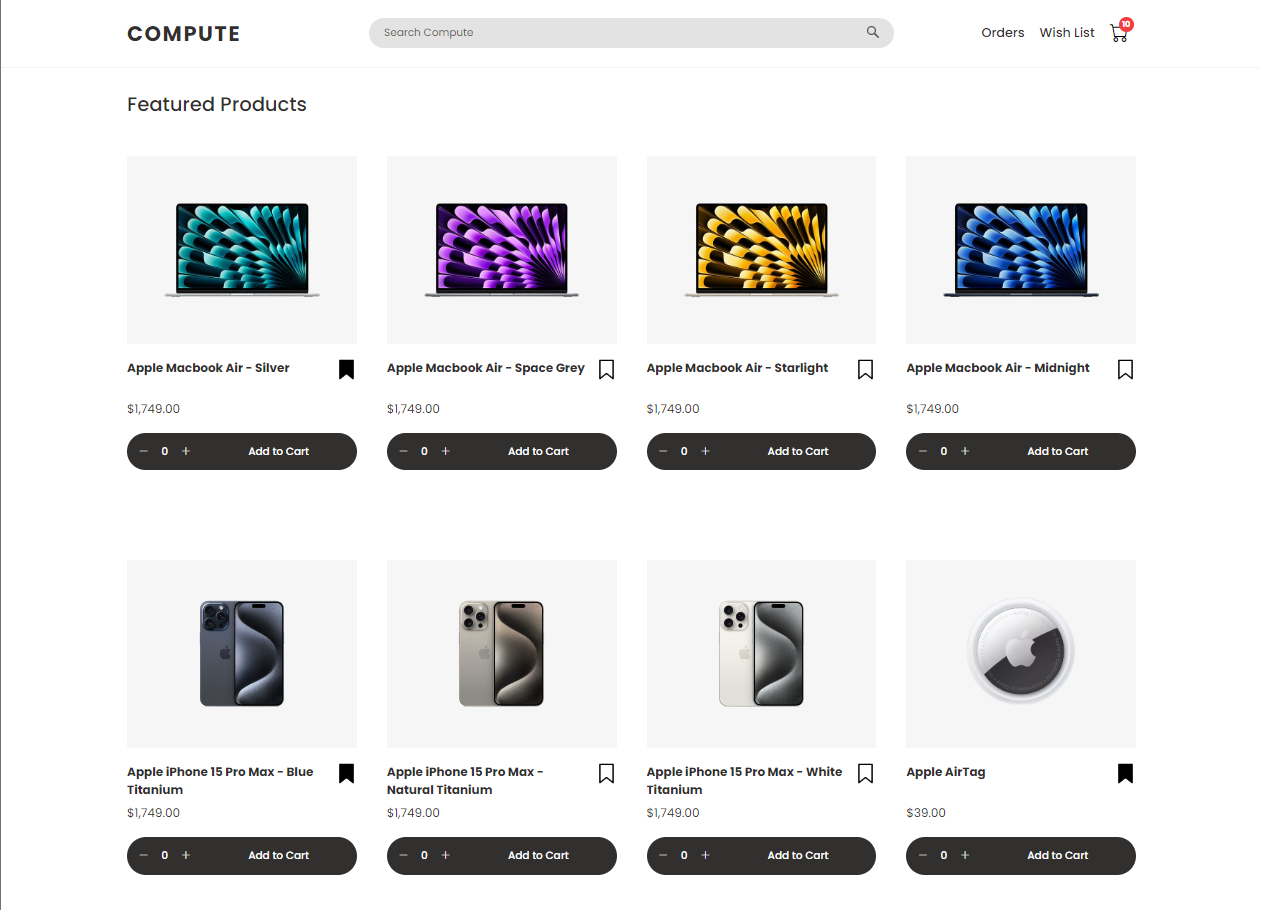 COMPUTE
Search Compute
Orders
Wish List
10
Featured Products
Apple Macbook Air - Silver
$1,749.00
0
Add to Cart
Apple Macbook Air - Space Grey
$1,749.00
0
Add to Cart
Apple Macbook Air - Starlight
$1,749.00
0
Add to Cart
Apple Macbook Air - Midnight
$1,749.00
0
Add to Cart
Apple iPhone 15 Pro Max - Blue
Titanium
$1,749.00
0
Add to Cart
Apple iPhone 15 Pro Max -
Natural Titanium
$1,749.00
0
Add to Cart
Apple iPhone 15 Pro Max - White
Titanium
$1,749.00
0
Add to Cart
Apple AirTag
$39.00
0
Add to Cart